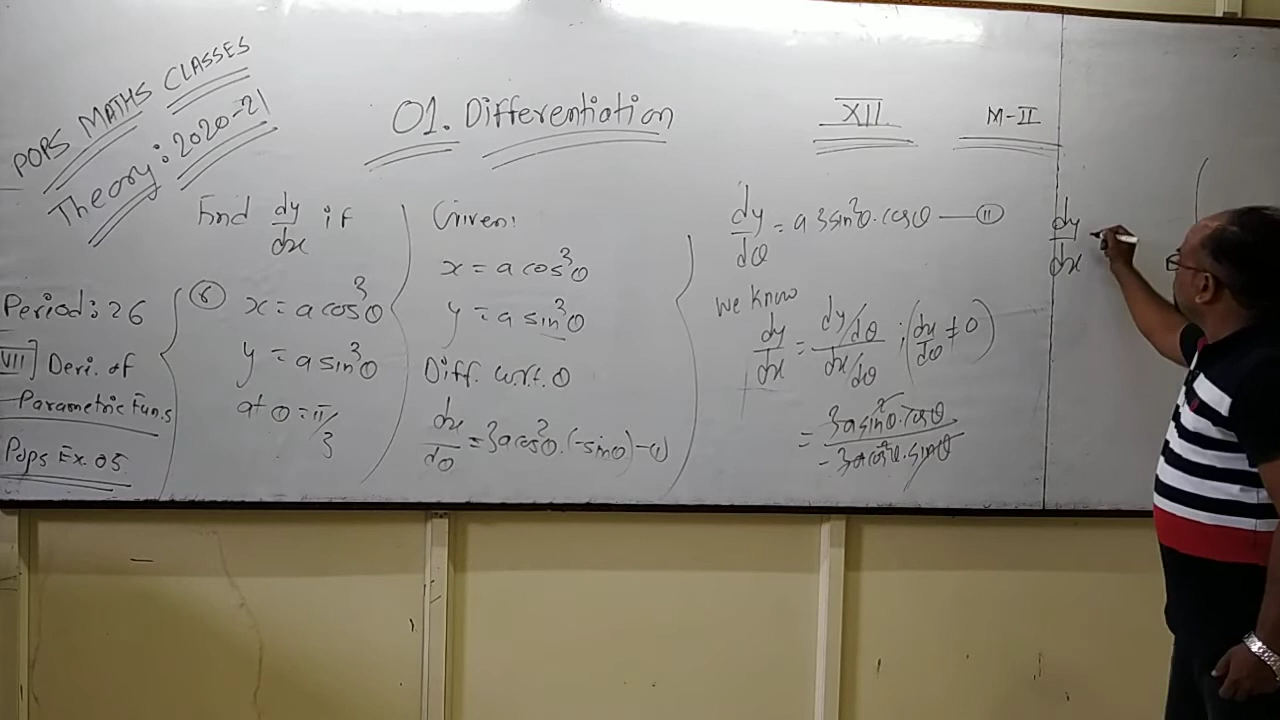 POPS MATHS CLASSES
Theory: 2020-21
01. Differentiation
XII
M-II
Period: 26
VII] Deri. of
Parametric Fun.s
Pops Ex. 05
Find dy/dx if
x = a cos³θ
y = a sin³θ
at θ = π/3
Given:
x = a cos³θ
y = a sin³θ
Diff. w.r.t. θ
dx/dθ = 3a cos²θ.(-sinθ) — (I)
dy/dθ = a 3 sin²θ. cosθ — (II)
we know
dy/dx = (dy/dθ)/(dx/dθ) ; (dx/dθ ≠ 0)
= 3a sin²θ. cosθ / -3a cos²θ. sinθ
dy/dx